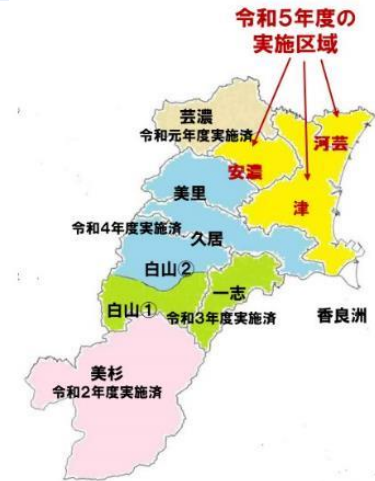 令和5年度の
実施区域
芸濃
令和元年度実施済
河芸
安濃
美里
津
令和4年度実施済
久居
白山②
一志
白山①
令和3年度実施済
香良洲
美杉
令和2年度実施済